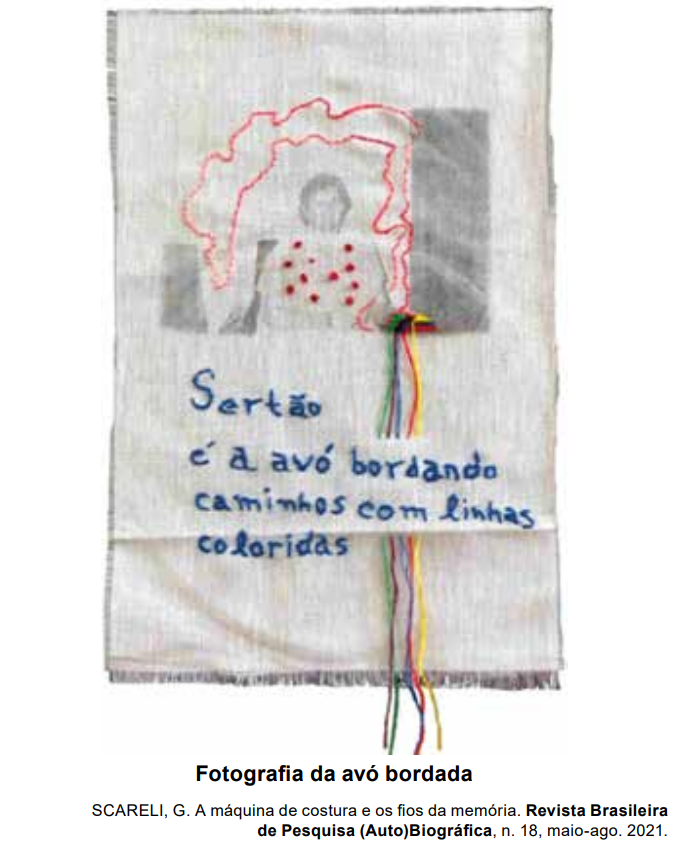 Sertão
é a avó bordando
caminhos com linhas
coloridas
Fotografia da avó bordada
SCARELI, G. A máquina de costura e os fios da memória. Revista Brasileira
de Pesquisa (Auto)Biográfica, n. 18, maio-ago. 2021.